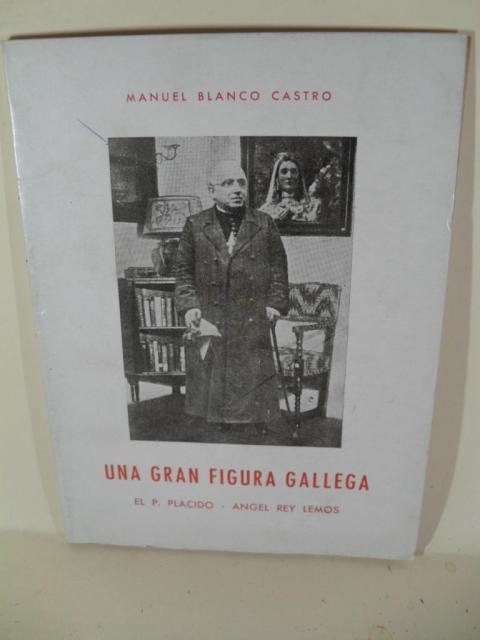 MANUEL BLANCO CASTRO
UNA GRAN FIGURA GALLEGA
EL P. PLACIDO - ANGEL REY LEMOS